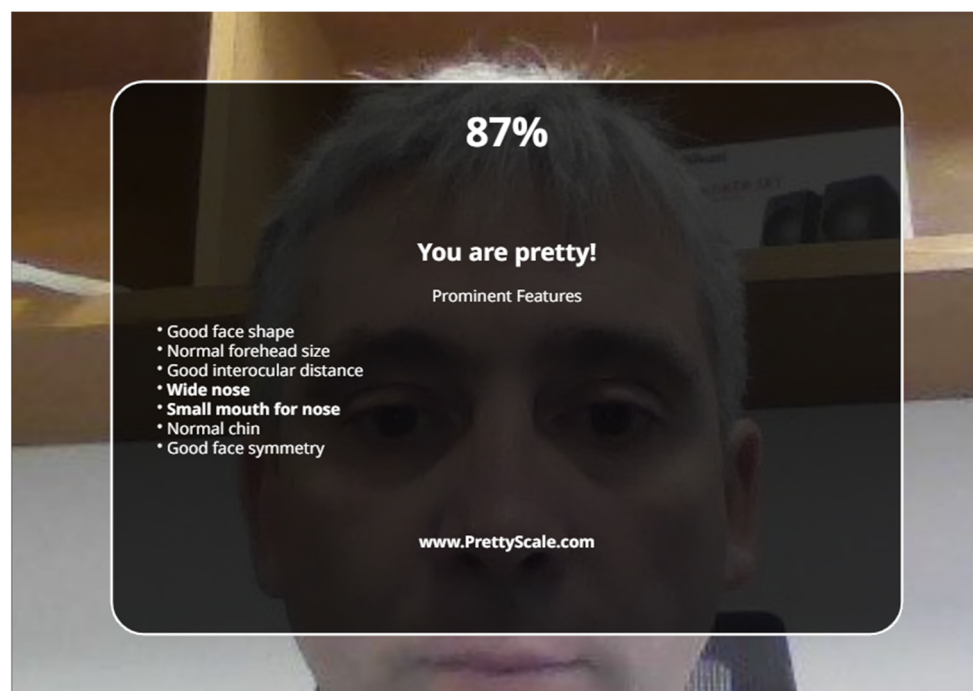 87%
You are pretty!
Prominent Features
• Good face shape
• Normal forehead size
• Good interocular distance
• Wide nose
• Small mouth for nose
• Normal chin
• Good face symmetry
www.PrettyScale.com